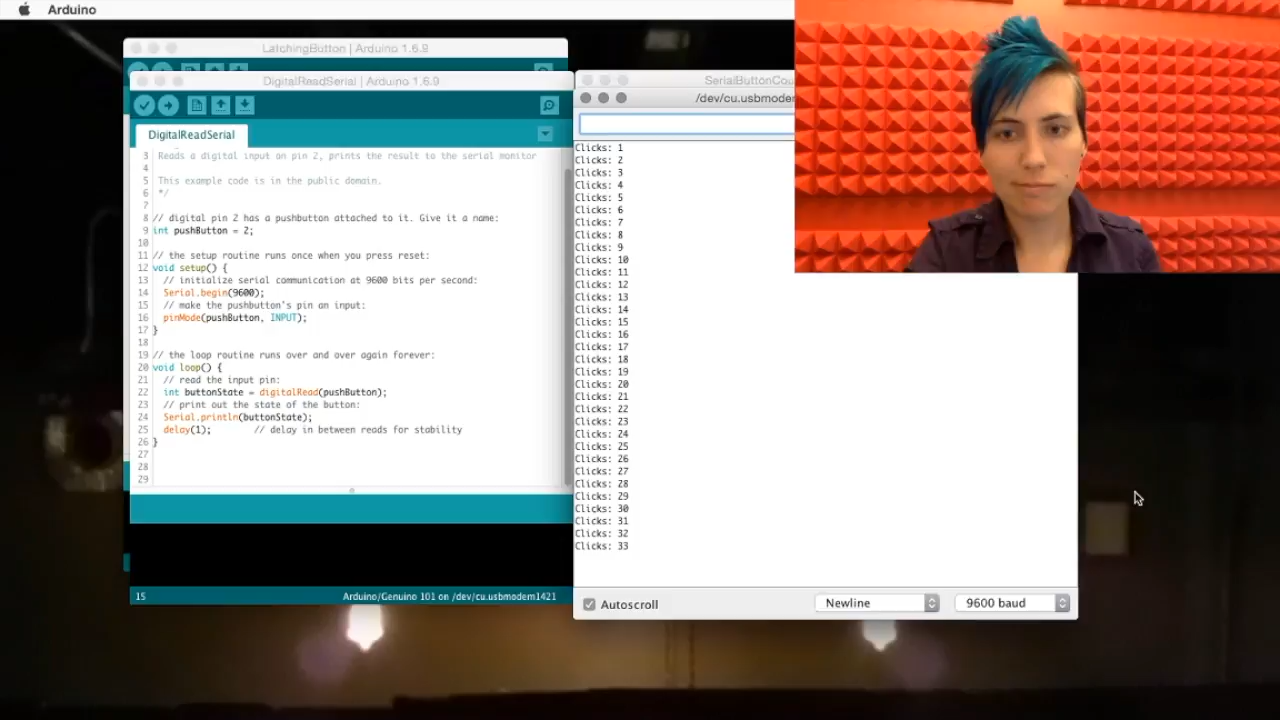 Arduino
LatchingButton | Arduino 1.6.9
DigitalReadSerial | Arduino 1.6.9
DigitalReadSerial
3 Reads a digital input on pin 2, prints the result to the serial monitor
4
5 This example code is in the public domain.
6 */
7
8 // digital pin 2 has a pushbutton attached to it. Give it a name:
9 int pushButton = 2;
10
11 // the setup routine runs once when you press reset:
12 void setup() {
13 // initialize serial communication at 9600 bits per second:
14 Serial.begin(9600);
15 // make the pushbutton's pin an input:
16 pinMode(pushButton, INPUT);
17 }
18
19 // the loop routine runs over and over again forever:
20 void loop() {
21 // read the input pin:
22 int buttonState = digitalRead(pushButton);
23 // print out the state of the button:
24 Serial.println(buttonState);
25 delay(1); // delay in between reads for stability
26 }
27
28
29
15 Arduino/Genuino 101 on /dev/cu.usbmodem1421
SerialButtonCou
/dev/cu.usbmodem
Clicks: 1
Clicks: 2
Clicks: 3
Clicks: 4
Clicks: 5
Clicks: 6
Clicks: 7
Clicks: 8
Clicks: 9
Clicks: 10
Clicks: 11
Clicks: 12
Clicks: 13
Clicks: 14
Clicks: 15
Clicks: 16
Clicks: 17
Clicks: 18
Clicks: 19
Clicks: 20
Clicks: 21
Clicks: 22
Clicks: 23
Clicks: 24
Clicks: 25
Clicks: 26
Clicks: 27
Clicks: 28
Clicks: 29
Clicks: 30
Clicks: 31
Clicks: 32
Clicks: 33
Autoscroll
Newline
9600 baud